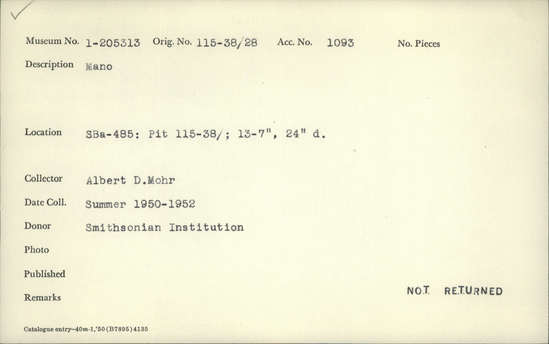 Museum No. 1-205313 Orig. No. 115-38/28 Acc. No. 1093 No. Pieces
Description Mano
Location SBa-485: Pit 115-38/; 13-7", 24" d.
Collector Albert D.Mohr
Date Coll. Summer 1950-1952
Donor Smithsonian Institution
Photo
Published
Remarks
NOT RETURNED
Catalogue entry—40m-1,'50 (B7895) 4135